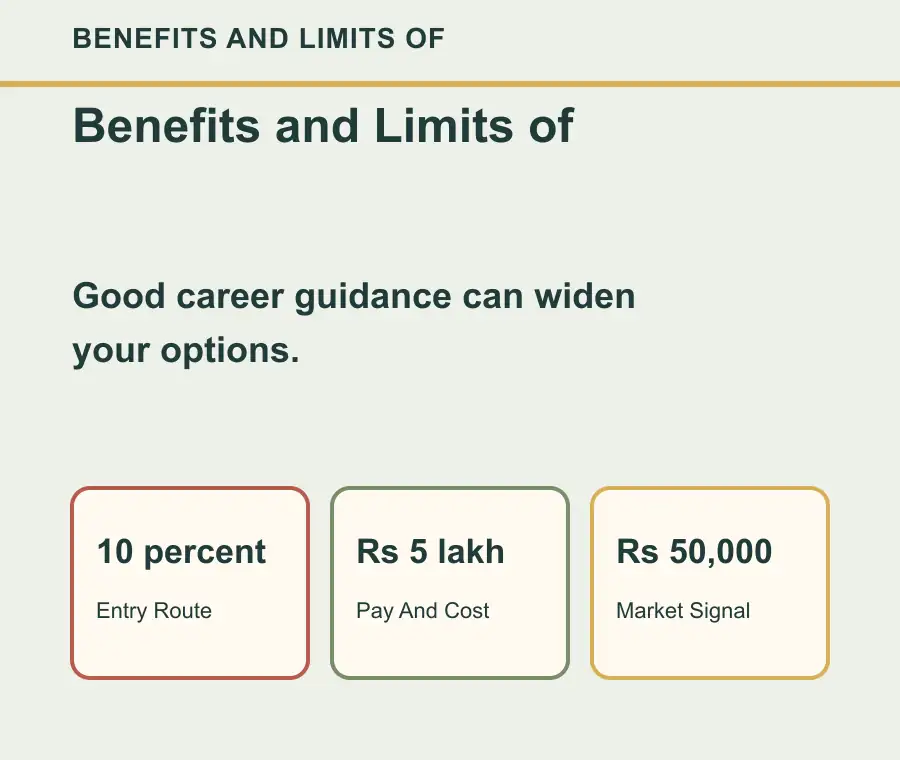 BENEFITS AND LIMITS OF
Benefits and Limits of
Good career guidance can widen
your options.
10 percent
Entry Route
Rs 5 lakh
Pay And Cost
Rs 50,000
Market Signal